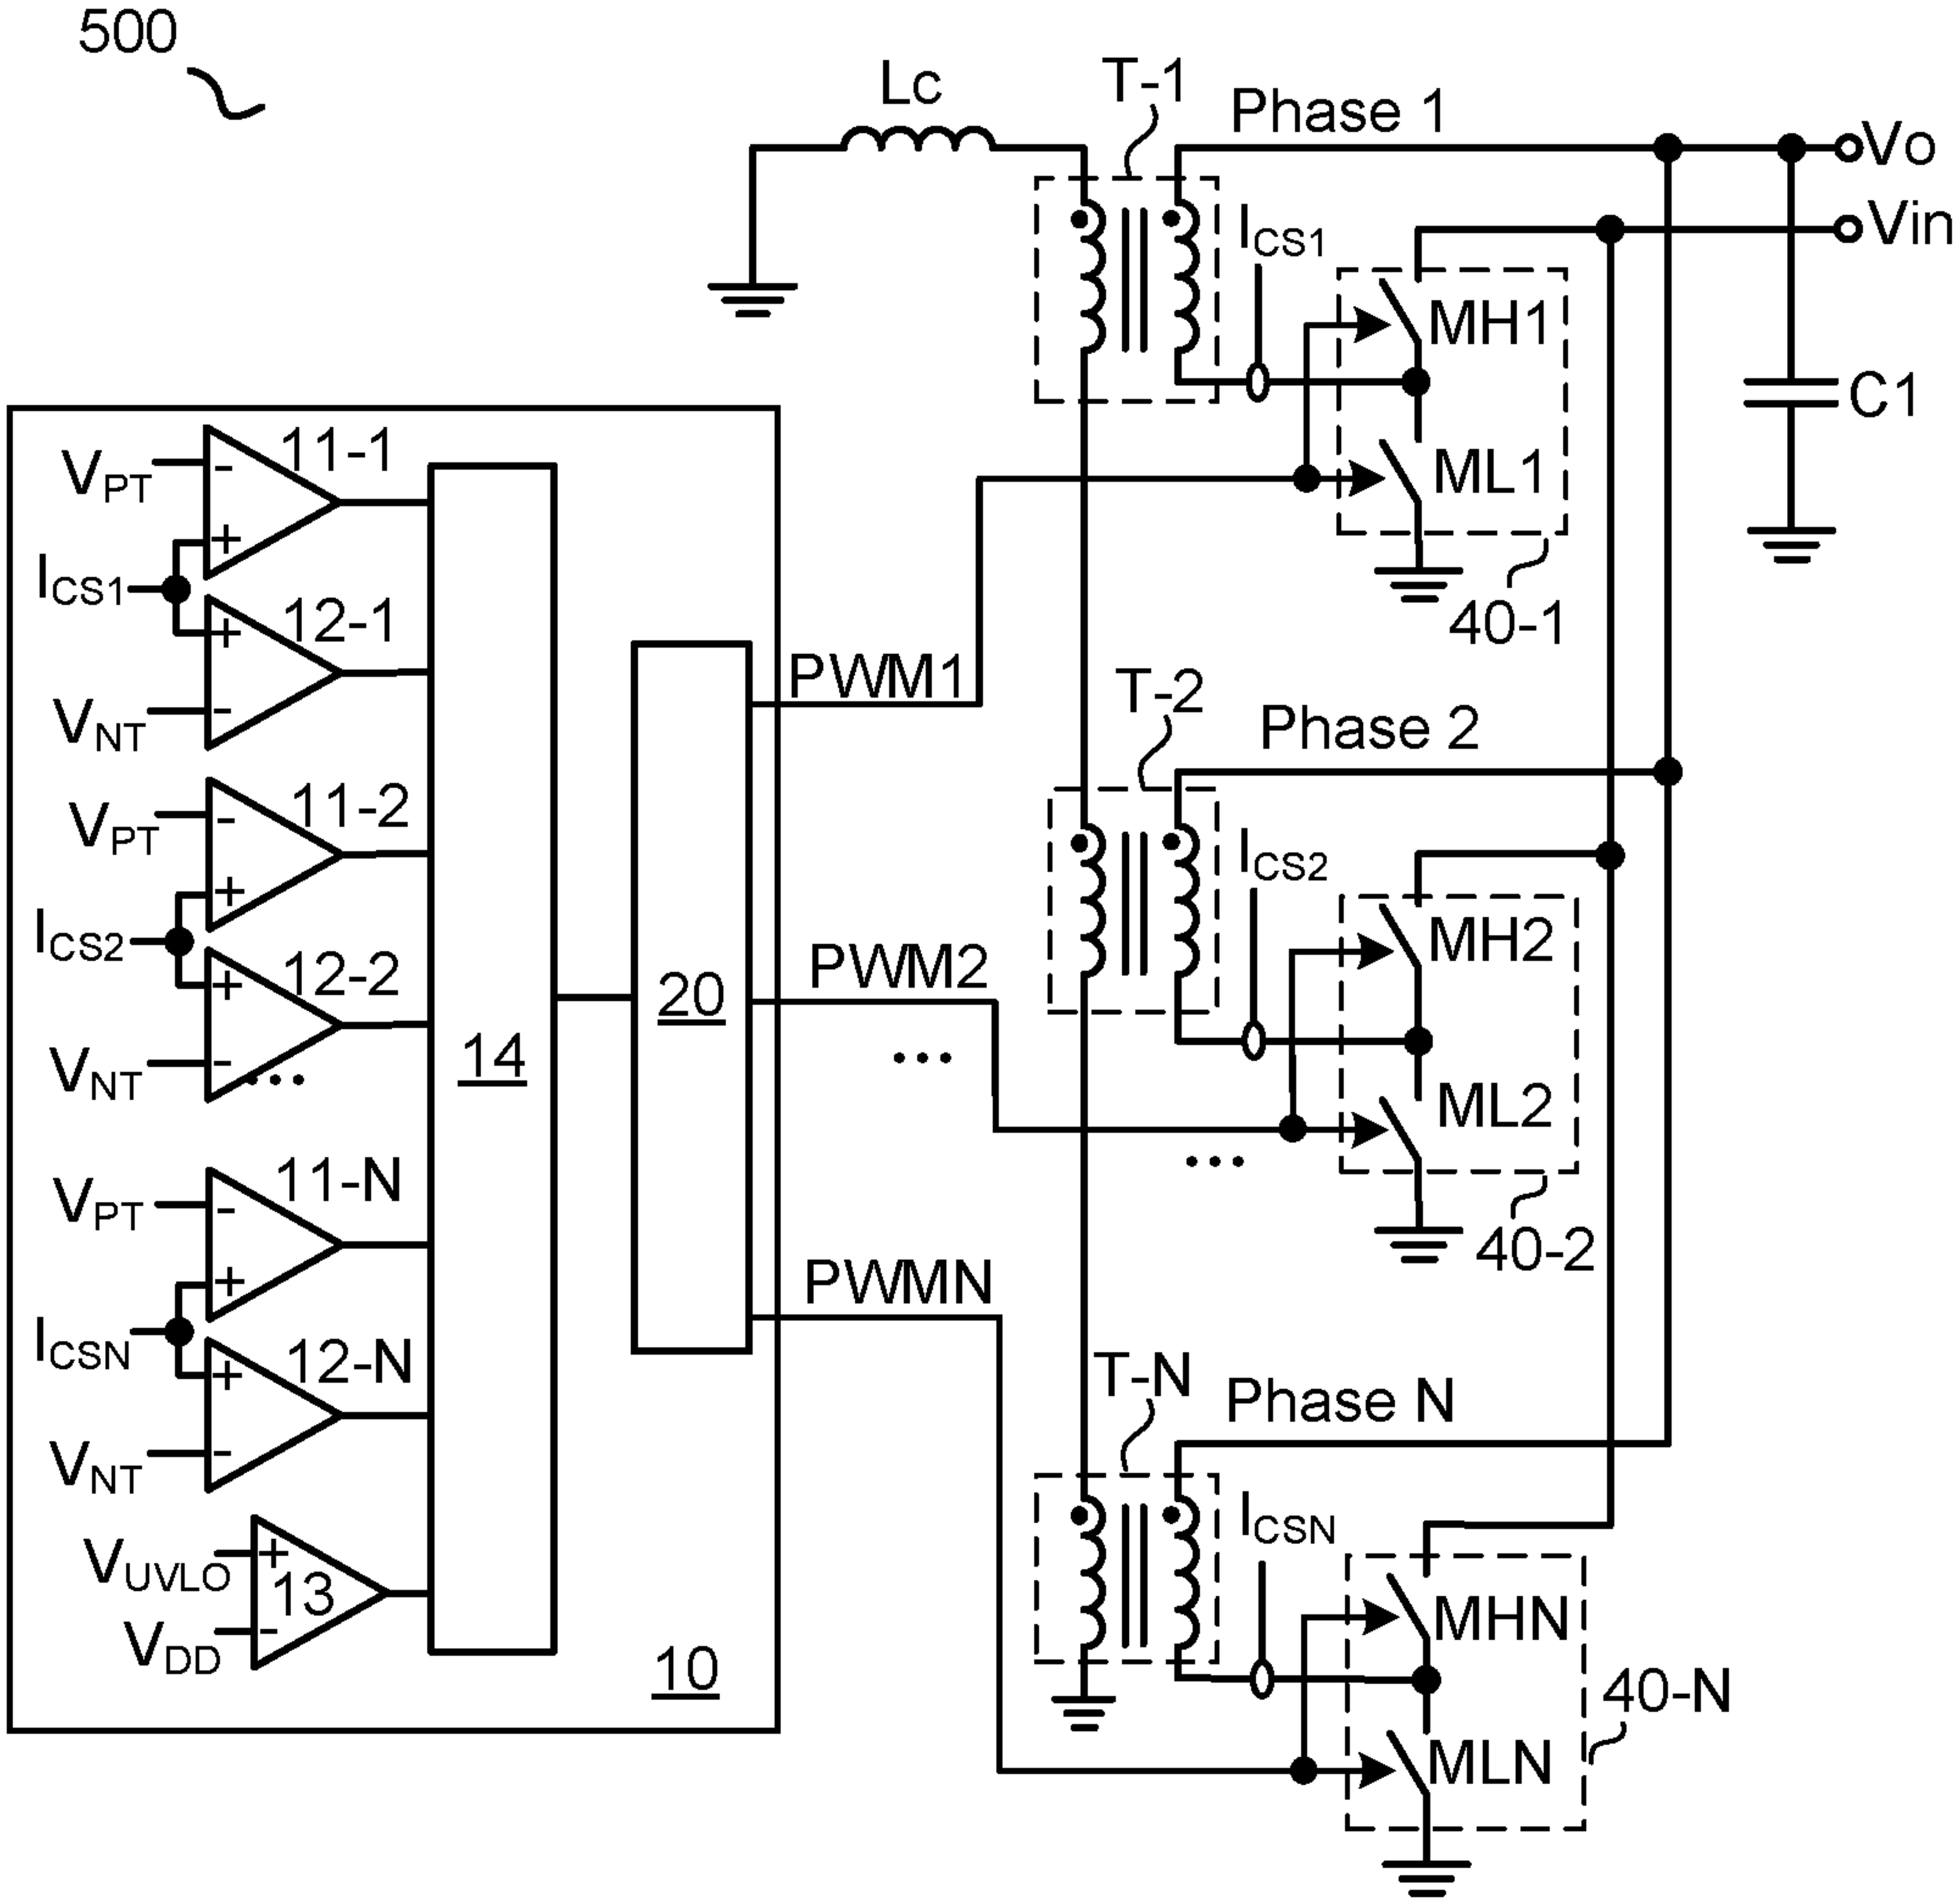 500
Lc
T-1
Phase 1
Vo
Vin
ICS1
MH1
ML1
C1
40-1
VPT
-
11-1
+
ICS1
+
12-1
VNT
-
PWM1
T-2
Phase 2
VPT
-
11-2
+
ICS2
+
12-2
VNT
-
...
14
20
PWM2
...
ICS2
MH2
ML2
...
40-2
VPT
-
11-N
+
ICSN
+
12-N
VNT
-
PWMN
T-N
Phase N
ICSN
MHN
MLN
40-N
VUVLO
+
13
VDD
-
10